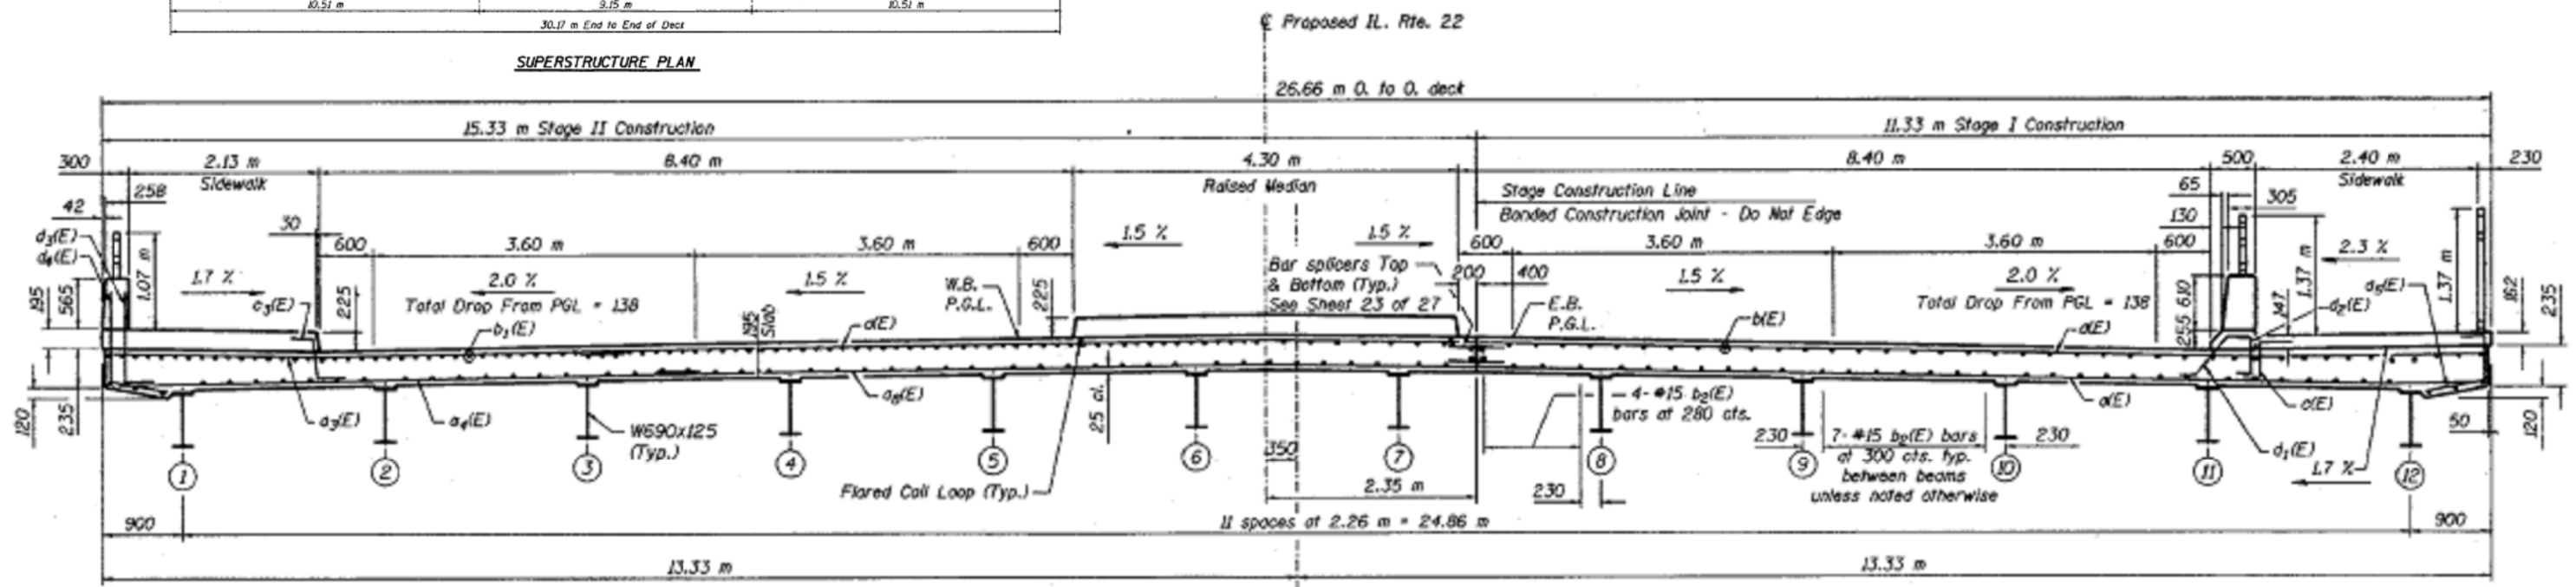 10.51 m 9.15 m 10.51 m
30.17 m End to End of Deck
SUPERSTRUCTURE PLAN
℄ Proposed IL. Rte. 22
26.66 m O. to O. deck
15.33 m Stage II Construction 11.33 m Stage I Construction
300 2.13 m 8.40 m 4.30 m 8.40 m 500 2.40 m 230
Sidewalk Raised Median Sidewalk
258 Stage Construction Line 65 305
42 Bonded Construction Joint - Do Not Edge 130
30 1.5 % 1.5 %
d3(E) 600 3.60 m 3.60 m 600 600 3.60 m 3.60 m 600 2.3 %
d4(E)
1.07 m 1.7 % 2.0 % 1.5 % Bar splicers Top 200 400 1.5 % 2.0 % 1.37 m d5(E) 1.37 m
& Bottom (Typ.)
195 565 c3(E) 225 Total Drop From PGL = 138 W.B. 225 See Sheet 23 of 27 E.B. Total Drop From PGL = 138 255 610 147 d2(E) 162 235
P.G.L. P.G.L.
b1(E) 195 Slab a(E) b(E) a(E)
120 235 a3(E) a4(E) a6(E) 25 cl. 4-#15 b2(E) a(E) c(E) 50 120
bars at 280 cts.
W690x125
(Typ.)
350 230 7-#15 b2(E) bars 230
at 300 cts. typ. d1(E) 1.7 %
between beams
unless noted otherwise
1 2 3 4 5 6 7 8 9 10 11 12
Flared Coil Loop (Typ.) 2.35 m 230
900 11 spaces at 2.26 m = 24.86 m 900
13.33 m 13.33 m